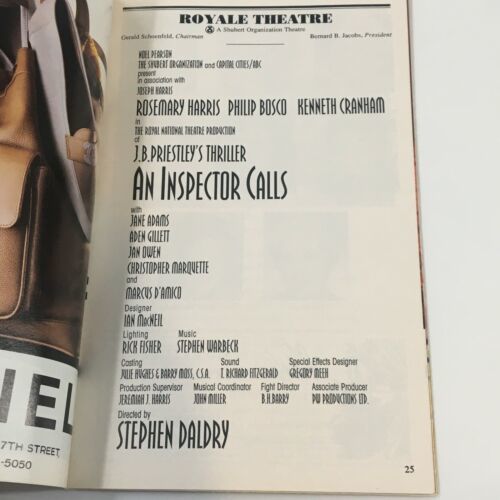 ROYALE THEATRE
A Shubert Organization Theatre
Gerald Schoenfeld, Chairman Bernard B. Jacobs, President
NOEL PEARSON
THE SHUBERT ORGANIZATION and CAPITAL CITIES/ABC
present
in association with
JOSEPH HARRIS
ROSEMARY HARRIS PHILIP BOSCO KENNETH CRANHAM
in
THE ROYAL NATIONAL THEATRE PRODUCTION
of
J.B.PRIESTLEY'S THRILLER
AN INSPECTOR CALLS
with
JANE ADAMS
ADEN GILLETT
JAN OWEN
CHRISTOPHER MARQUETTE
and
MARCUS D'AMICO
Designer
IAN MacNEIL
Lighting Music
RICK FISHER STEPHEN WARBECK
Casting Sound Special Effects Designer
JULIE HUGHES & BARRY MOSS, C.S.A. T. RICHARD FITZGERALD GREGORY MEEH
Production Supervisor Musical Coordinator Fight Director Associate Producer
JEREMIAH J. HARRIS JOHN MILLER B.H.BARRY PW PRODUCTIONS LTD.
Directed by
STEPHEN DALDRY
25
IEL
7TH STREET,
-5050